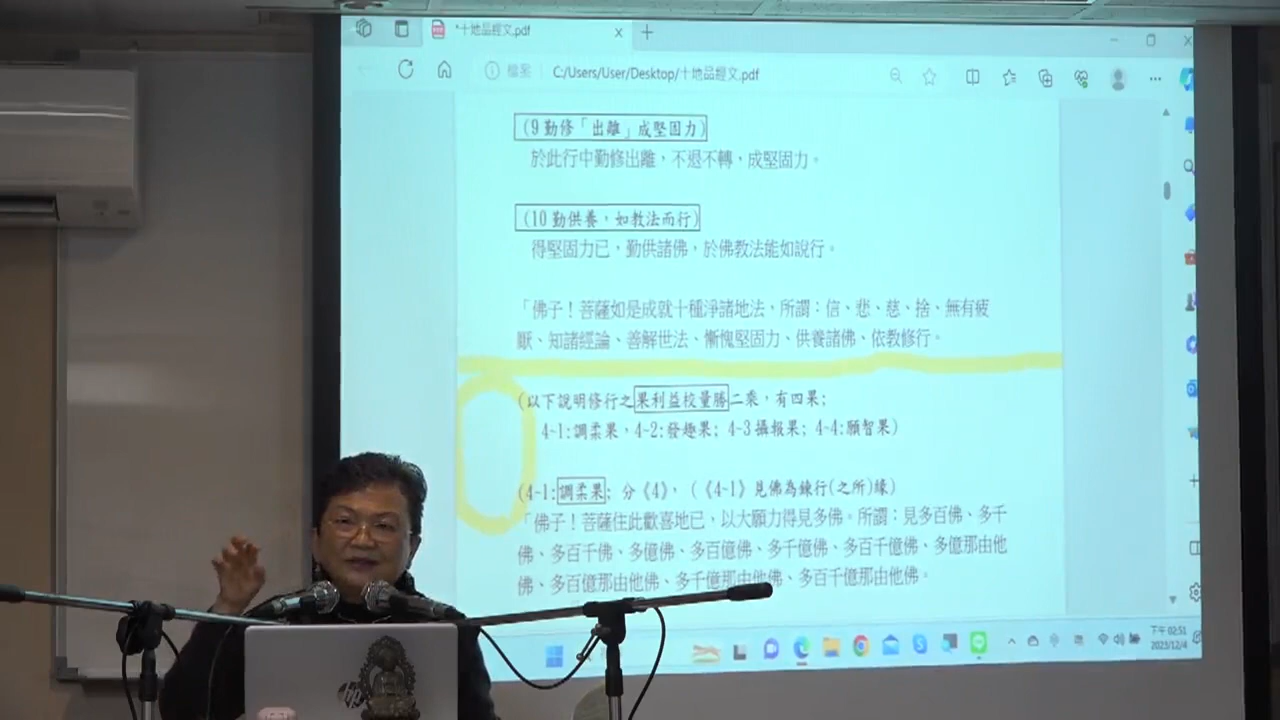 *十地品經文.pdf
檔案 C:/Users/User/Desktop/十地品經文.pdf
(9勤修「出離」成堅固力)
於此行中勤修出離，不退不轉，成堅固力。
(10勤供養，如教法而行)
得堅固力已，勤供諸佛，於佛教法能如說行。
「佛子！菩薩如是成就十種淨諸地法，所謂：信、悲、慈、捨、無有疲
厭、知諸經論、善解世法、慚愧堅固力、供養諸佛、依教修行。
(以下說明修行之果利益校量勝二乘，有四果；
4-1:調柔果，4-2:發趣果；4-3攝報果；4-4:願智果)
(4-1:調柔果；分《4》，（《4-1》見佛為鍊行(之所)緣）
「佛子！菩薩住此歡喜地已，以大願力得見多佛。所謂：見多百佛、多千
佛、多百千佛、多億佛、多百億佛、多千億佛、多百千億佛、多億那由他
佛、多百億那由他佛、多千億那由他佛、多百千億那由他佛。
下午 02:51
2023/12/4
hp